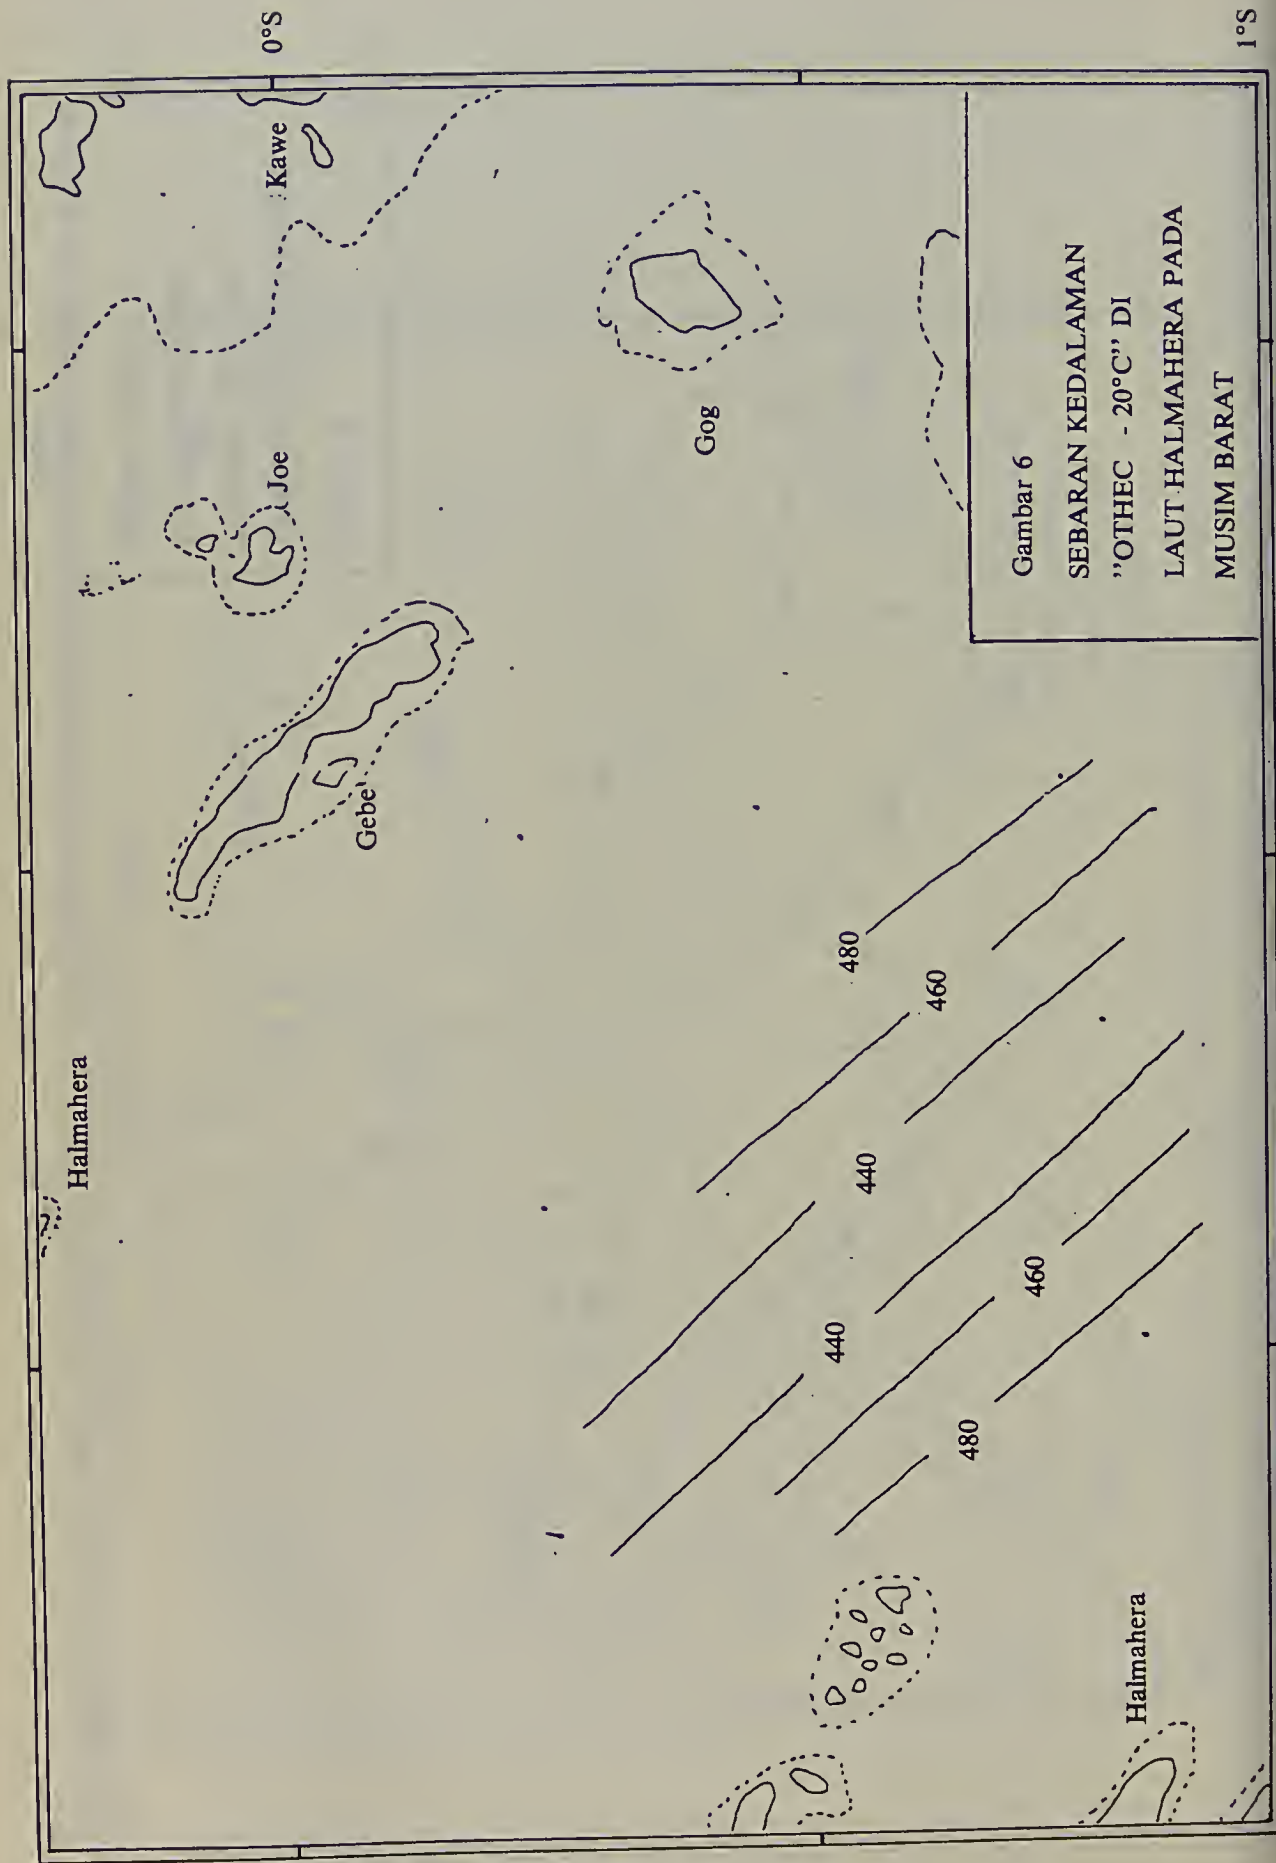 0°S
1°S
Halmahera
Kawe
Joe
Gebe
Gog
480
460
440
440
460
480
Halmahera
Gambar 6
SEBARAN KEDALAMAN
”OTHEC - 20°C” DI
LAUT HALMAHERA PADA
MUSIM BARAT